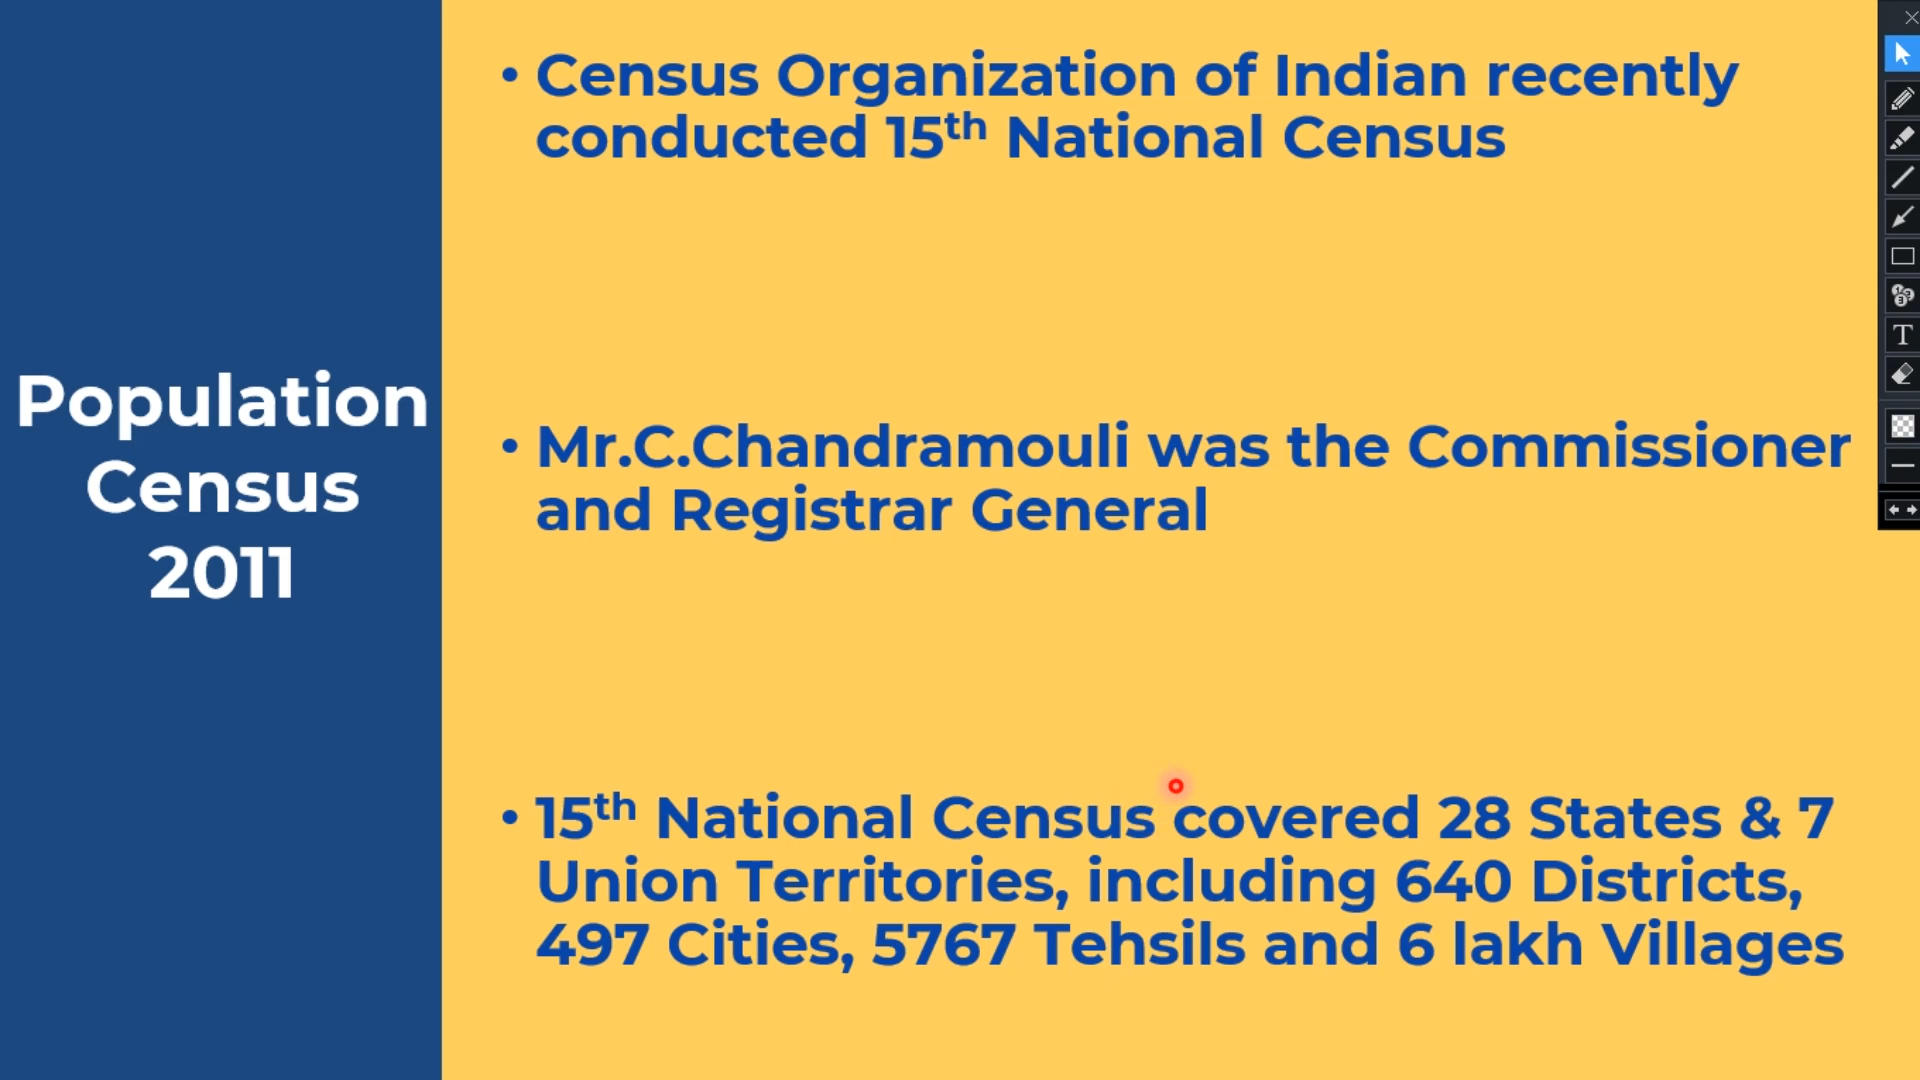 Population
Census
2011
• Census Organization of Indian recently
conducted 15th National Census
• Mr.C.Chandramouli was the Commissioner
and Registrar General
• 15th National Census covered 28 States & 7
Union Territories, including 640 Districts,
497 Cities, 5767 Tehsils and 6 lakh Villages
T